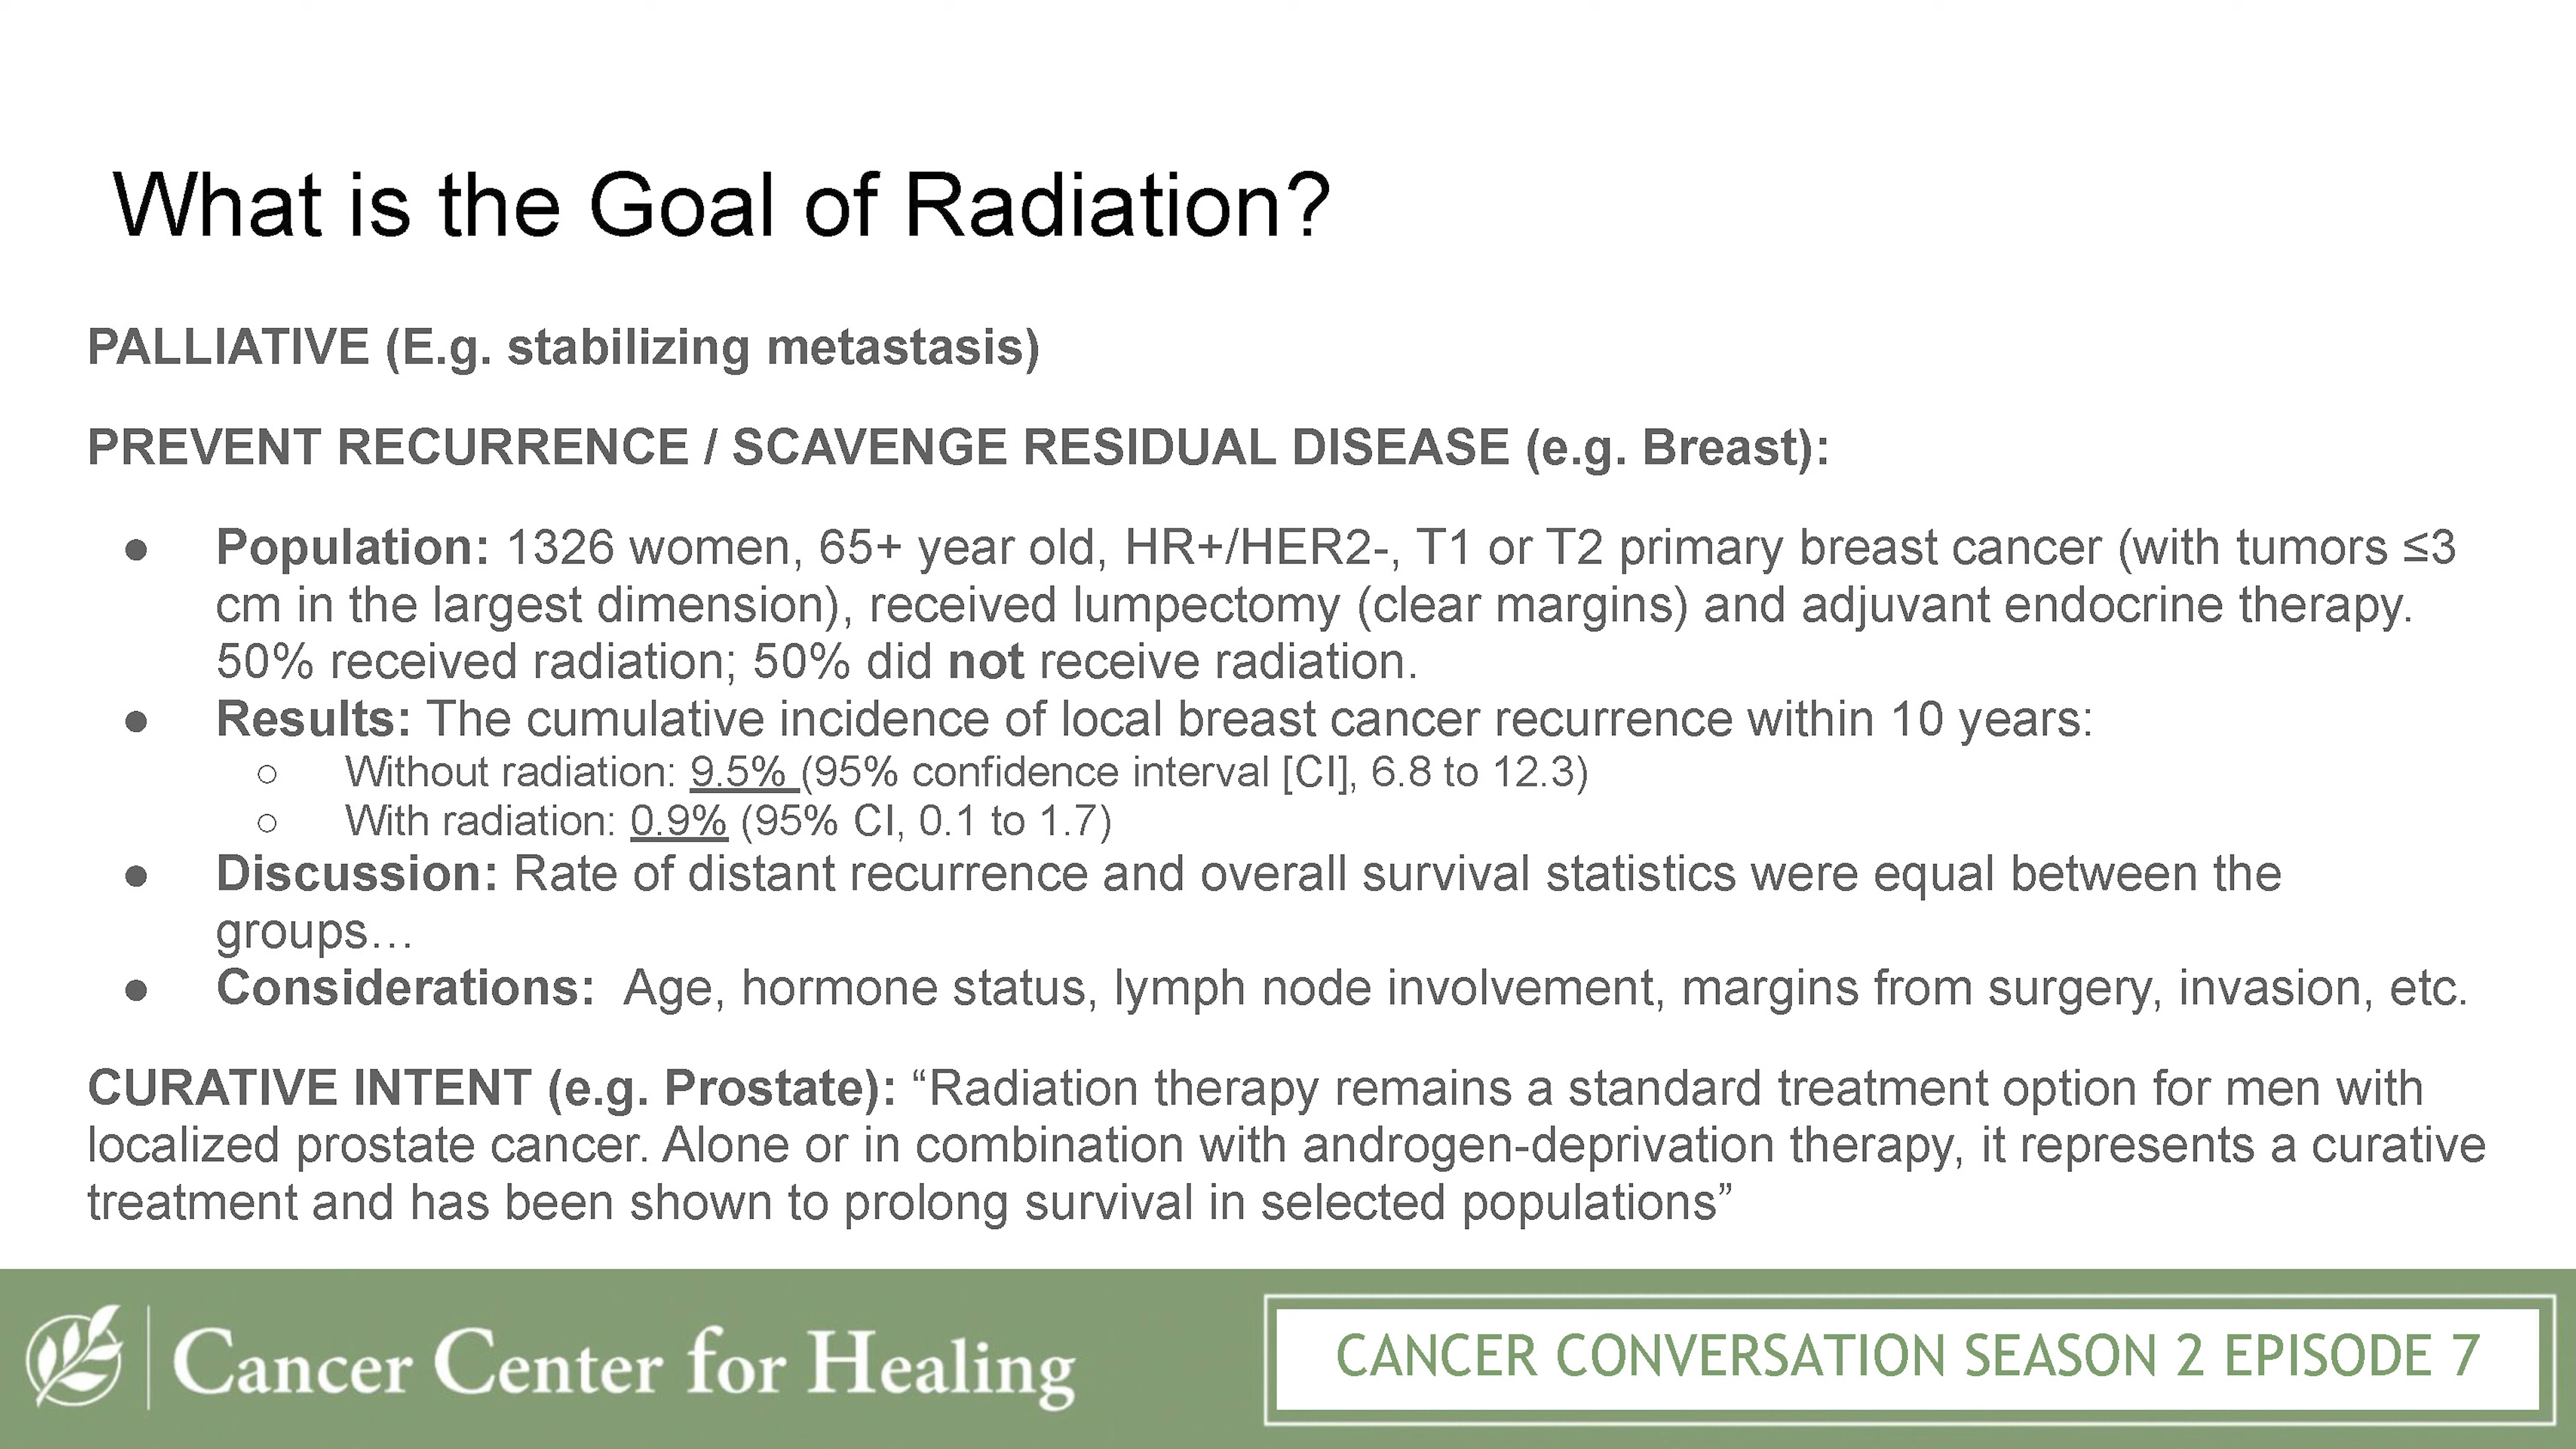 What is the Goal of Radiation?
PALLIATIVE (E.g. stabilizing metastasis)
PREVENT RECURRENCE / SCAVENGE RESIDUAL DISEASE (e.g. Breast):
● Population: 1326 women, 65+ year old, HR+/HER2-, T1 or T2 primary breast cancer (with tumors ≤3
cm in the largest dimension), received lumpectomy (clear margins) and adjuvant endocrine therapy.
50% received radiation; 50% did not receive radiation.
● Results: The cumulative incidence of local breast cancer recurrence within 10 years:
○ Without radiation: 9.5% (95% confidence interval [CI], 6.8 to 12.3)
○ With radiation: 0.9% (95% CI, 0.1 to 1.7)
● Discussion: Rate of distant recurrence and overall survival statistics were equal between the
groups…
● Considerations: Age, hormone status, lymph node involvement, margins from surgery, invasion, etc.
CURATIVE INTENT (e.g. Prostate): “Radiation therapy remains a standard treatment option for men with
localized prostate cancer. Alone or in combination with androgen-deprivation therapy, it represents a curative
treatment and has been shown to prolong survival in selected populations”
Cancer Center for Healing
CANCER CONVERSATION SEASON 2 EPISODE 7